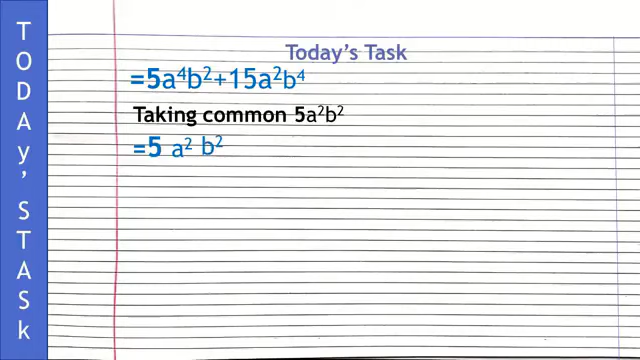 TODAy'STASk
Today's Task
=5a⁴b²+15a²b⁴
Taking common 5a²b²
=5 a² b²